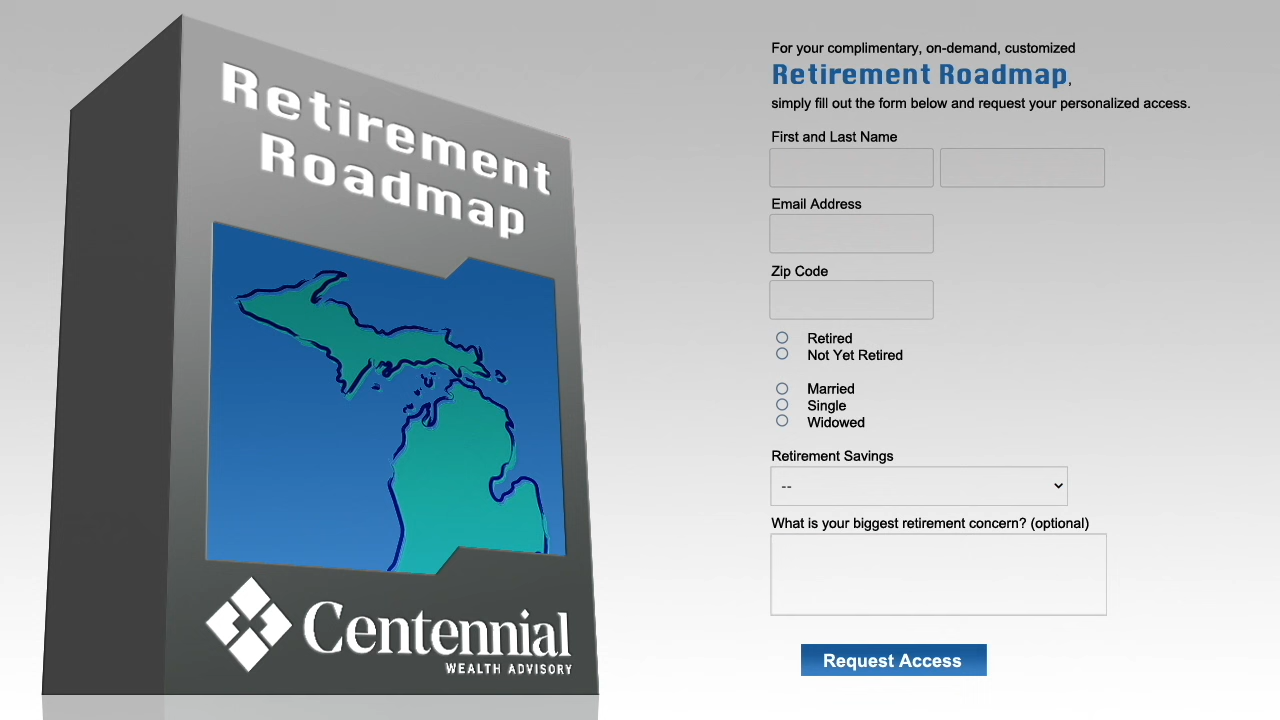 Retirement
Roadmap
Centennial
WEALTH ADVISORY
For your complimentary, on-demand, customized
Retirement Roadmap,
simply fill out the form below and request your personalized access.
First and Last Name
Email Address
Zip Code
Retired
Not Yet Retired
Married
Single
Widowed
Retirement Savings
--
What is your biggest retirement concern? (optional)
Request Access